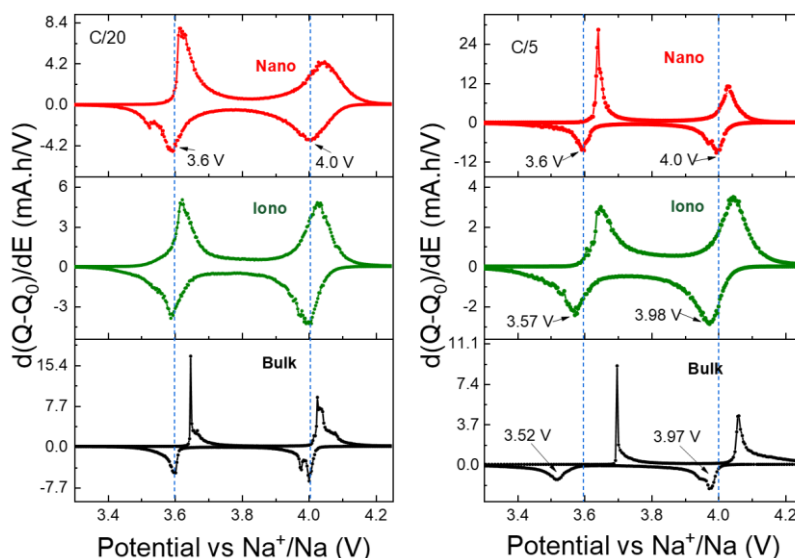 C/20
Nano
8.4
4.2
0.0
-4.2
3.6 V
4.0 V
Iono
6
3
0
-3
Bulk
15.4
7.7
0.0
-7.7
3.4 3.6 3.8 4.0 4.2
d(Q-Q₀)/dE (mA.h/V)
Potential vs Na⁺/Na (V)
C/5
Nano
24
12
0
-12
3.6 V
4.0 V
Iono
4
2
0
-2
3.57 V
3.98 V
Bulk
11.1
7.4
3.7
0.0
3.52 V
3.97 V
3.4 3.6 3.8 4.0 4.2
d(Q-Q₀)/dE (mA.h/V)
Potential vs Na⁺/Na (V)